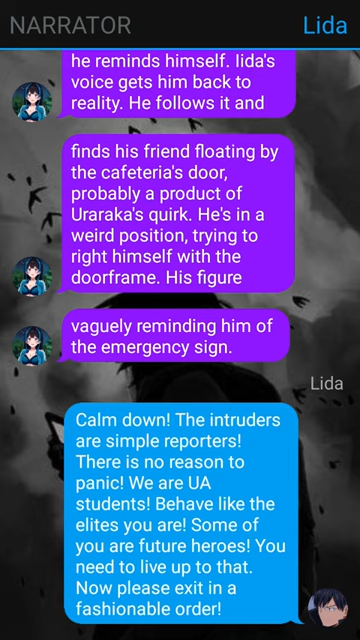 NARRATOR
Lida
he reminds himself. Iida's
voice gets him back to
reality. He follows it and
finds his friend floating by
the cafeteria's door,
probably a product of
Uraraka's quirk. He's in a
weird position, trying to
right himself with the
doorframe. His figure
vaguely reminding him of
the emergency sign.
Lida
Calm down! The intruders
are simple reporters!
There is no reason to
panic! We are UA
students! Behave like the
elites you are! Some of
you are future heroes! You
need to live up to that.
Now please exit in a
fashionable order!